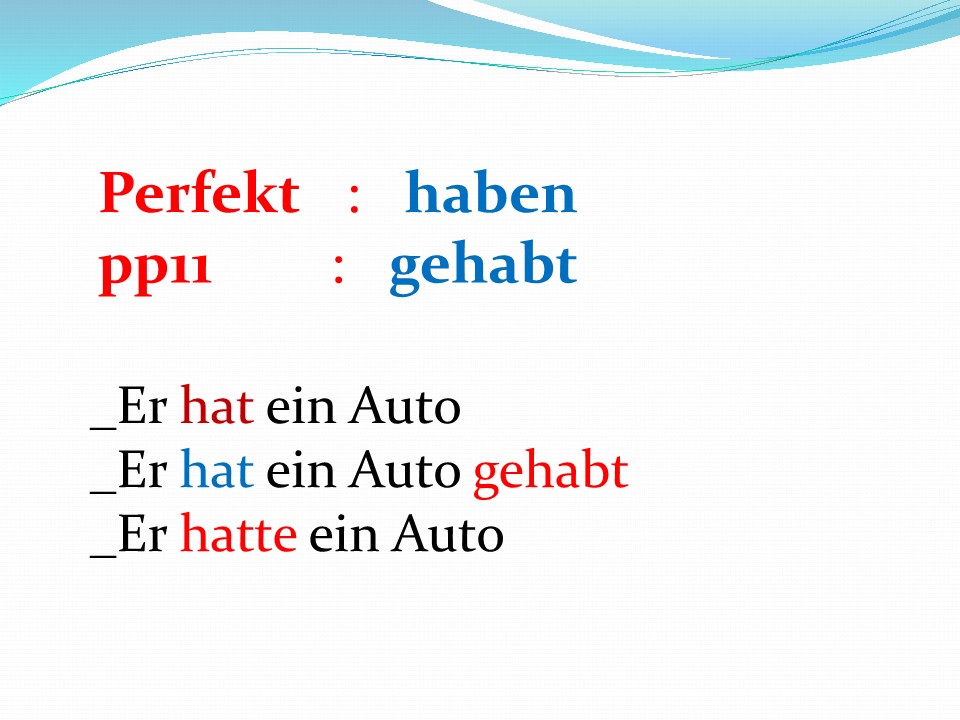 Perfekt : haben
pp11 : gehabt
_Er hat ein Auto
_Er hat ein Auto gehabt
_Er hatte ein Auto